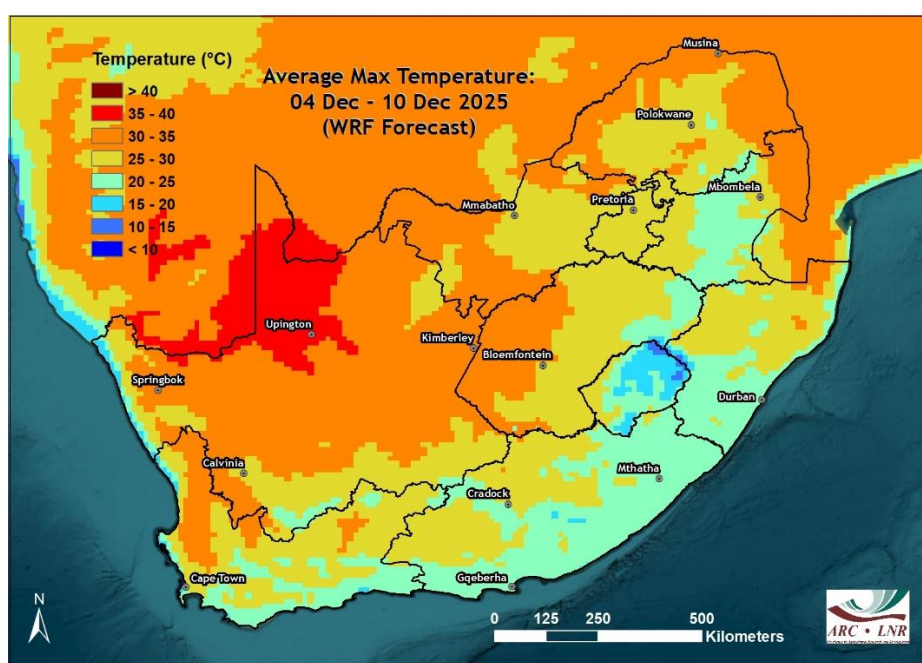 Temperature (°C)
> 40
35 - 40
30 - 35
25 - 30
20 - 25
15 - 20
10 - 15
< 10
Average Max Temperature:
04 Dec - 10 Dec 2025
(WRF Forecast)
Musina
Polokwane
Mbombela
Pretoria
Mmabatho
Upington
Kimberley
Bloemfontein
Springbok
Durban
Calvinia
Mthatha
Cradock
Cape Town
Gqeberha
N
0 125 250 500
Kilometers
ARC • LNR